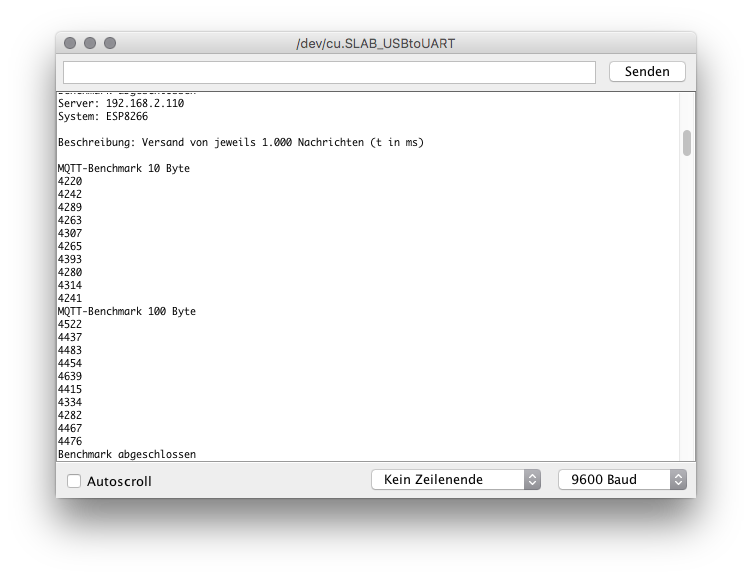 /dev/cu.SLAB_USBtoUART
Senden
Benchmark abgeschlossen
Server: 192.168.2.110
System: ESP8266
Beschreibung: Versand von jeweils 1.000 Nachrichten (t in ms)
MQTT-Benchmark 10 Byte
4220
4242
4289
4263
4307
4265
4393
4280
4314
4241
MQTT-Benchmark 100 Byte
4522
4437
4483
4454
4639
4415
4334
4282
4467
4476
Benchmark abgeschlossen
Autoscroll
Kein Zeilenende
9600 Baud